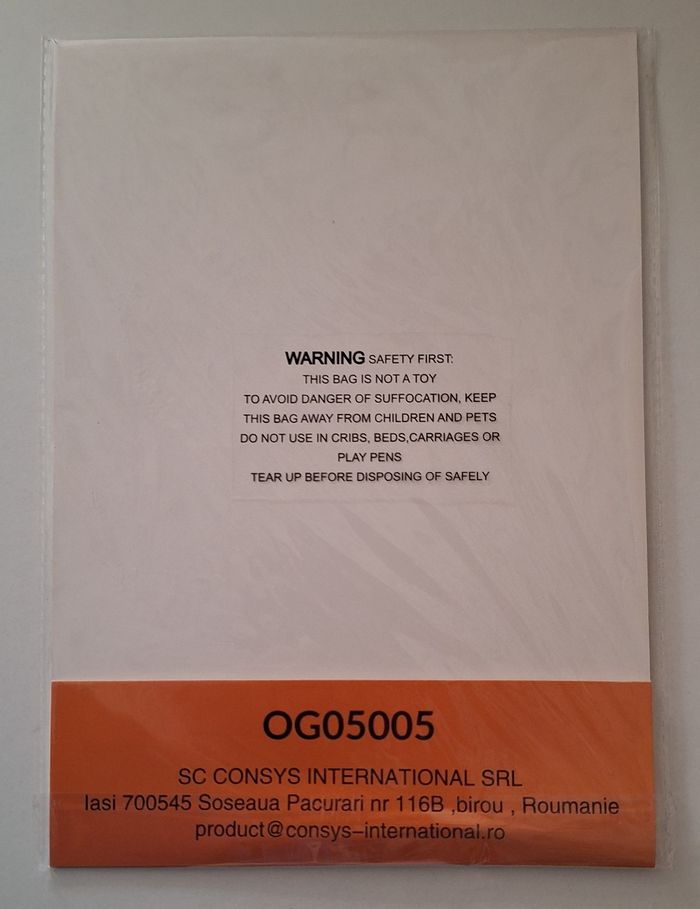 WARNING SAFETY FIRST:
THIS BAG IS NOT A TOY
TO AVOID DANGER OF SUFFOCATION, KEEP
THIS BAG AWAY FROM CHILDREN AND PETS
DO NOT USE IN CRIBS, BEDS,CARRIAGES OR
PLAY PENS
TEAR UP BEFORE DISPOSING OF SAFELY
OG05005
SC CONSYS INTERNATIONAL SRL
Iasi 700545 Soseaua Pacurari nr 116B ,birou , Roumanie
product@consys-international.ro